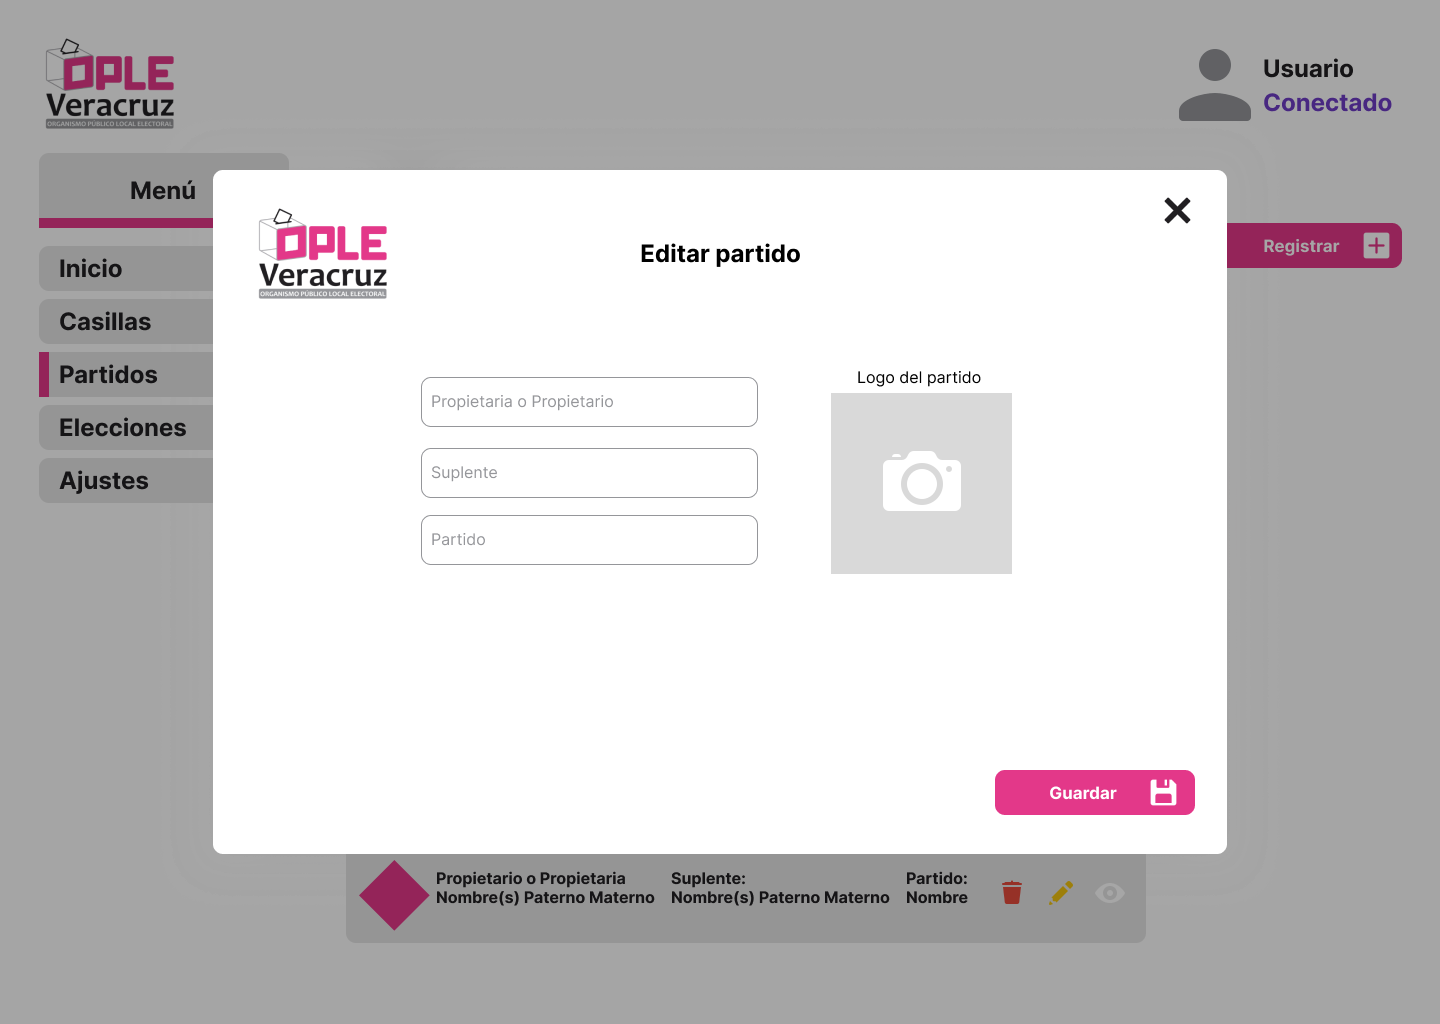 OPLE
Veracruz
ORGANISMO PÚBLICO LOCAL ELECTORAL
Usuario
Conectado
Menú
Inicio
Casillas
Partidos
Elecciones
Ajustes
Registrar
OPLE
Veracruz
ORGANISMO PÚBLICO LOCAL ELECTORAL
Editar partido
Propietaria o Propietario
Suplente
Partido
Logo del partido
Guardar
Propietario o Propietaria
Nombre(s) Paterno Materno
Suplente:
Nombre(s) Paterno Materno
Partido:
Nombre